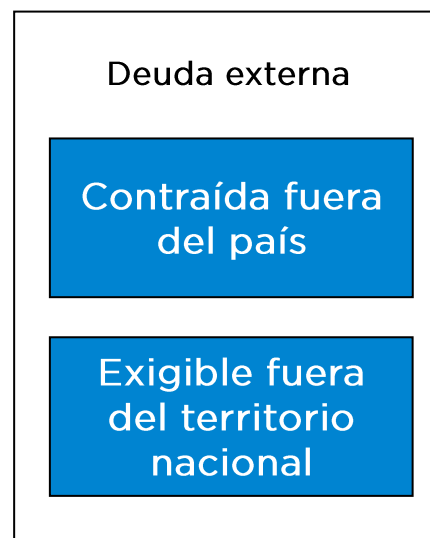 Deuda externa
Contraída fuera
del país
Exigible fuera
del territorio
nacional